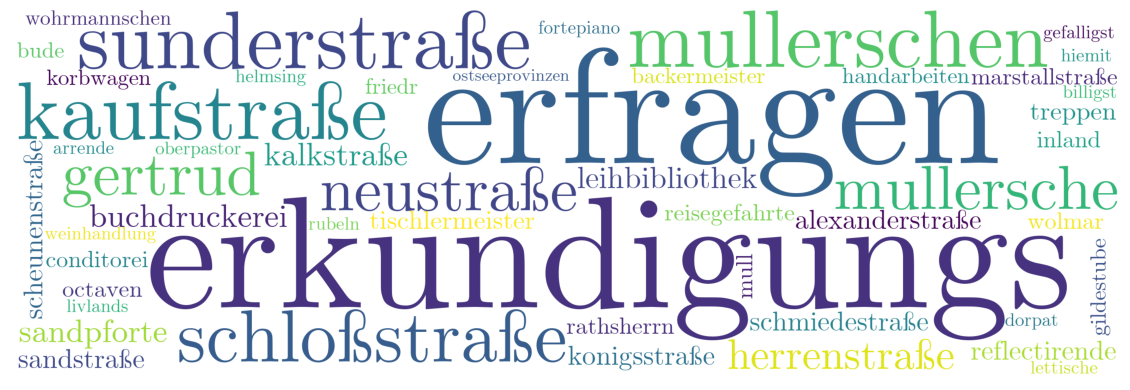 wohrmannschen
sunderstraße
fortepiano
mullerschen
gefalligst
bude
hiemit
korbwagen
helmsing
friedr
ostseeprovinzen
backermeister
handarbeiten
marstallstraße
billigst
kaufstraße
erfragen
treppen
inland
arrende
oberpastor
kalkstraße
scheunenstraße
gertrud
neustraße
leihbibliothek
mullersche
buchdruckerei
rubeln
tischlermeister
reisegefahrte
alexanderstraße
wolmar
weinhandlung
conditorei
erkundigungs
mull
gildestube
octaven
livlands
sandpforte
schloßstraße
rathsherrn
schmiedestraße
dorpat
sandstraße
konigsstraße
herrenstraße
reflectirende
lettische